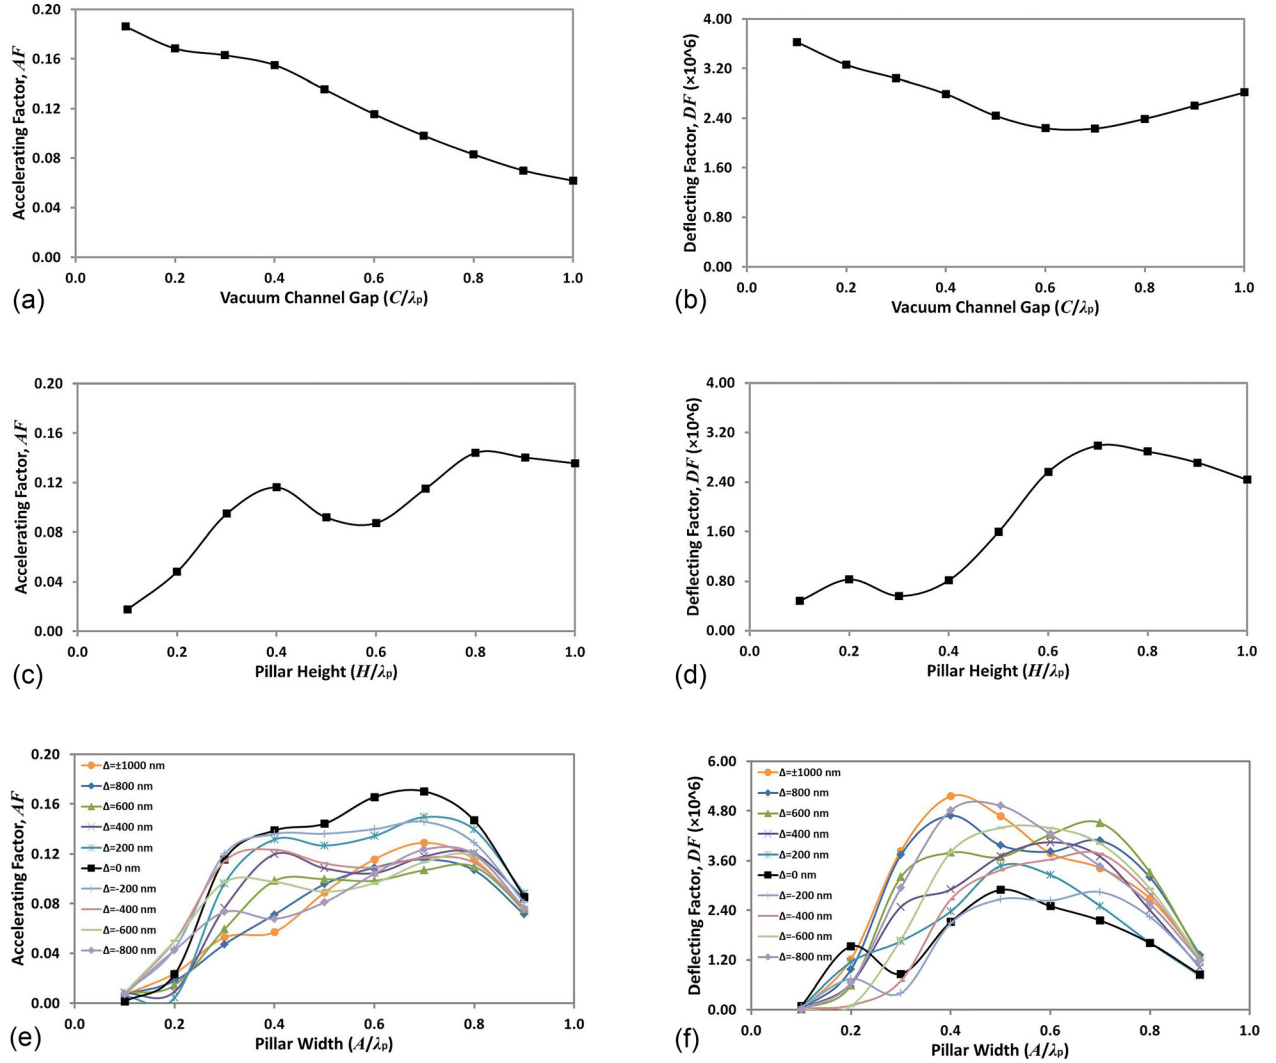 0.20
0.16
0.12
0.08
0.04
0.00
Accelerating Factor, AF
0.0 0.2 0.4 0.6 0.8 1.0
Vacuum Channel Gap (C/λp)
(a)
4.00
3.20
2.40
1.60
0.80
0.00
Deflecting Factor, DF (×10^6)
0.0 0.2 0.4 0.6 0.8 1.0
Vacuum Channel Gap (C/λp)
(b)
0.20
0.16
0.12
0.08
0.04
0.00
Accelerating Factor, AF
0.0 0.2 0.4 0.6 0.8 1.0
Pillar Height (H/λp)
(c)
4.00
3.20
2.40
1.60
0.80
0.00
Deflecting Factor, DF (×10^6)
0.0 0.2 0.4 0.6 0.8 1.0
Pillar Height (H/λp)
(d)
0.20
0.16
0.12
0.08
0.04
0.00
Accelerating Factor, AF
Δ=±1000 nm
Δ=800 nm
Δ=600 nm
Δ=400 nm
Δ=200 nm
Δ=0 nm
Δ=-200 nm
Δ=-400 nm
Δ=-600 nm
Δ=-800 nm
0.0 0.2 0.4 0.6 0.8 1.0
Pillar Width (A/λp)
(e)
6.00
4.80
3.60
2.40
1.20
0.00
Deflecting Factor, DF (×10^6)
Δ=±1000 nm
Δ=800 nm
Δ=600 nm
Δ=400 nm
Δ=200 nm
Δ=0 nm
Δ=-200 nm
Δ=-400 nm
Δ=-600 nm
Δ=-800 nm
0.0 0.2 0.4 0.6 0.8 1.0
Pillar Width (A/λp)
(f)